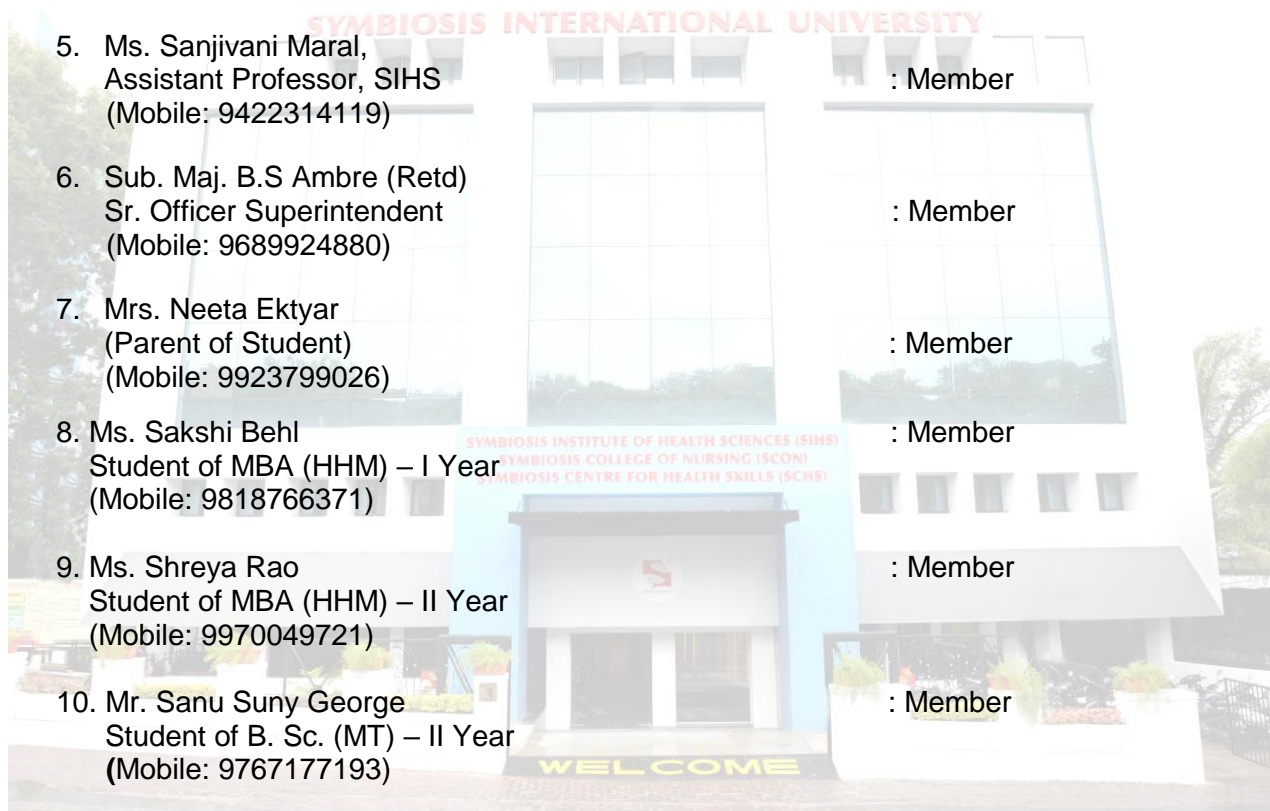 SYMBIOSIS INTERNATIONAL UNIVERSITY
5. Ms. Sanjivani Maral,
Assistant Professor, SIHS : Member
(Mobile: 9422314119)
6. Sub. Maj. B.S Ambre (Retd)
Sr. Officer Superintendent : Member
(Mobile: 9689924880)
7. Mrs. Neeta Ektyar
(Parent of Student) : Member
(Mobile: 9923799026)
8. Ms. Sakshi Behl : Member
SYMBIOSIS INSTITUTE OF HEALTH SCIENCES (SIHS)
Student of MBA (HHM) – I Year
SYMBIOSIS COLLEGE OF NURSING (SCON)
SYMBIOSIS CENTRE FOR HEALTH SKILLS (SCHS)
(Mobile: 9818766371)
9. Ms. Shreya Rao : Member
Student of MBA (HHM) – II Year
(Mobile: 9970049721)
10. Mr. Sanu Suny George : Member
Student of B. Sc. (MT) – II Year
(Mobile: 9767177193)
WELCOME